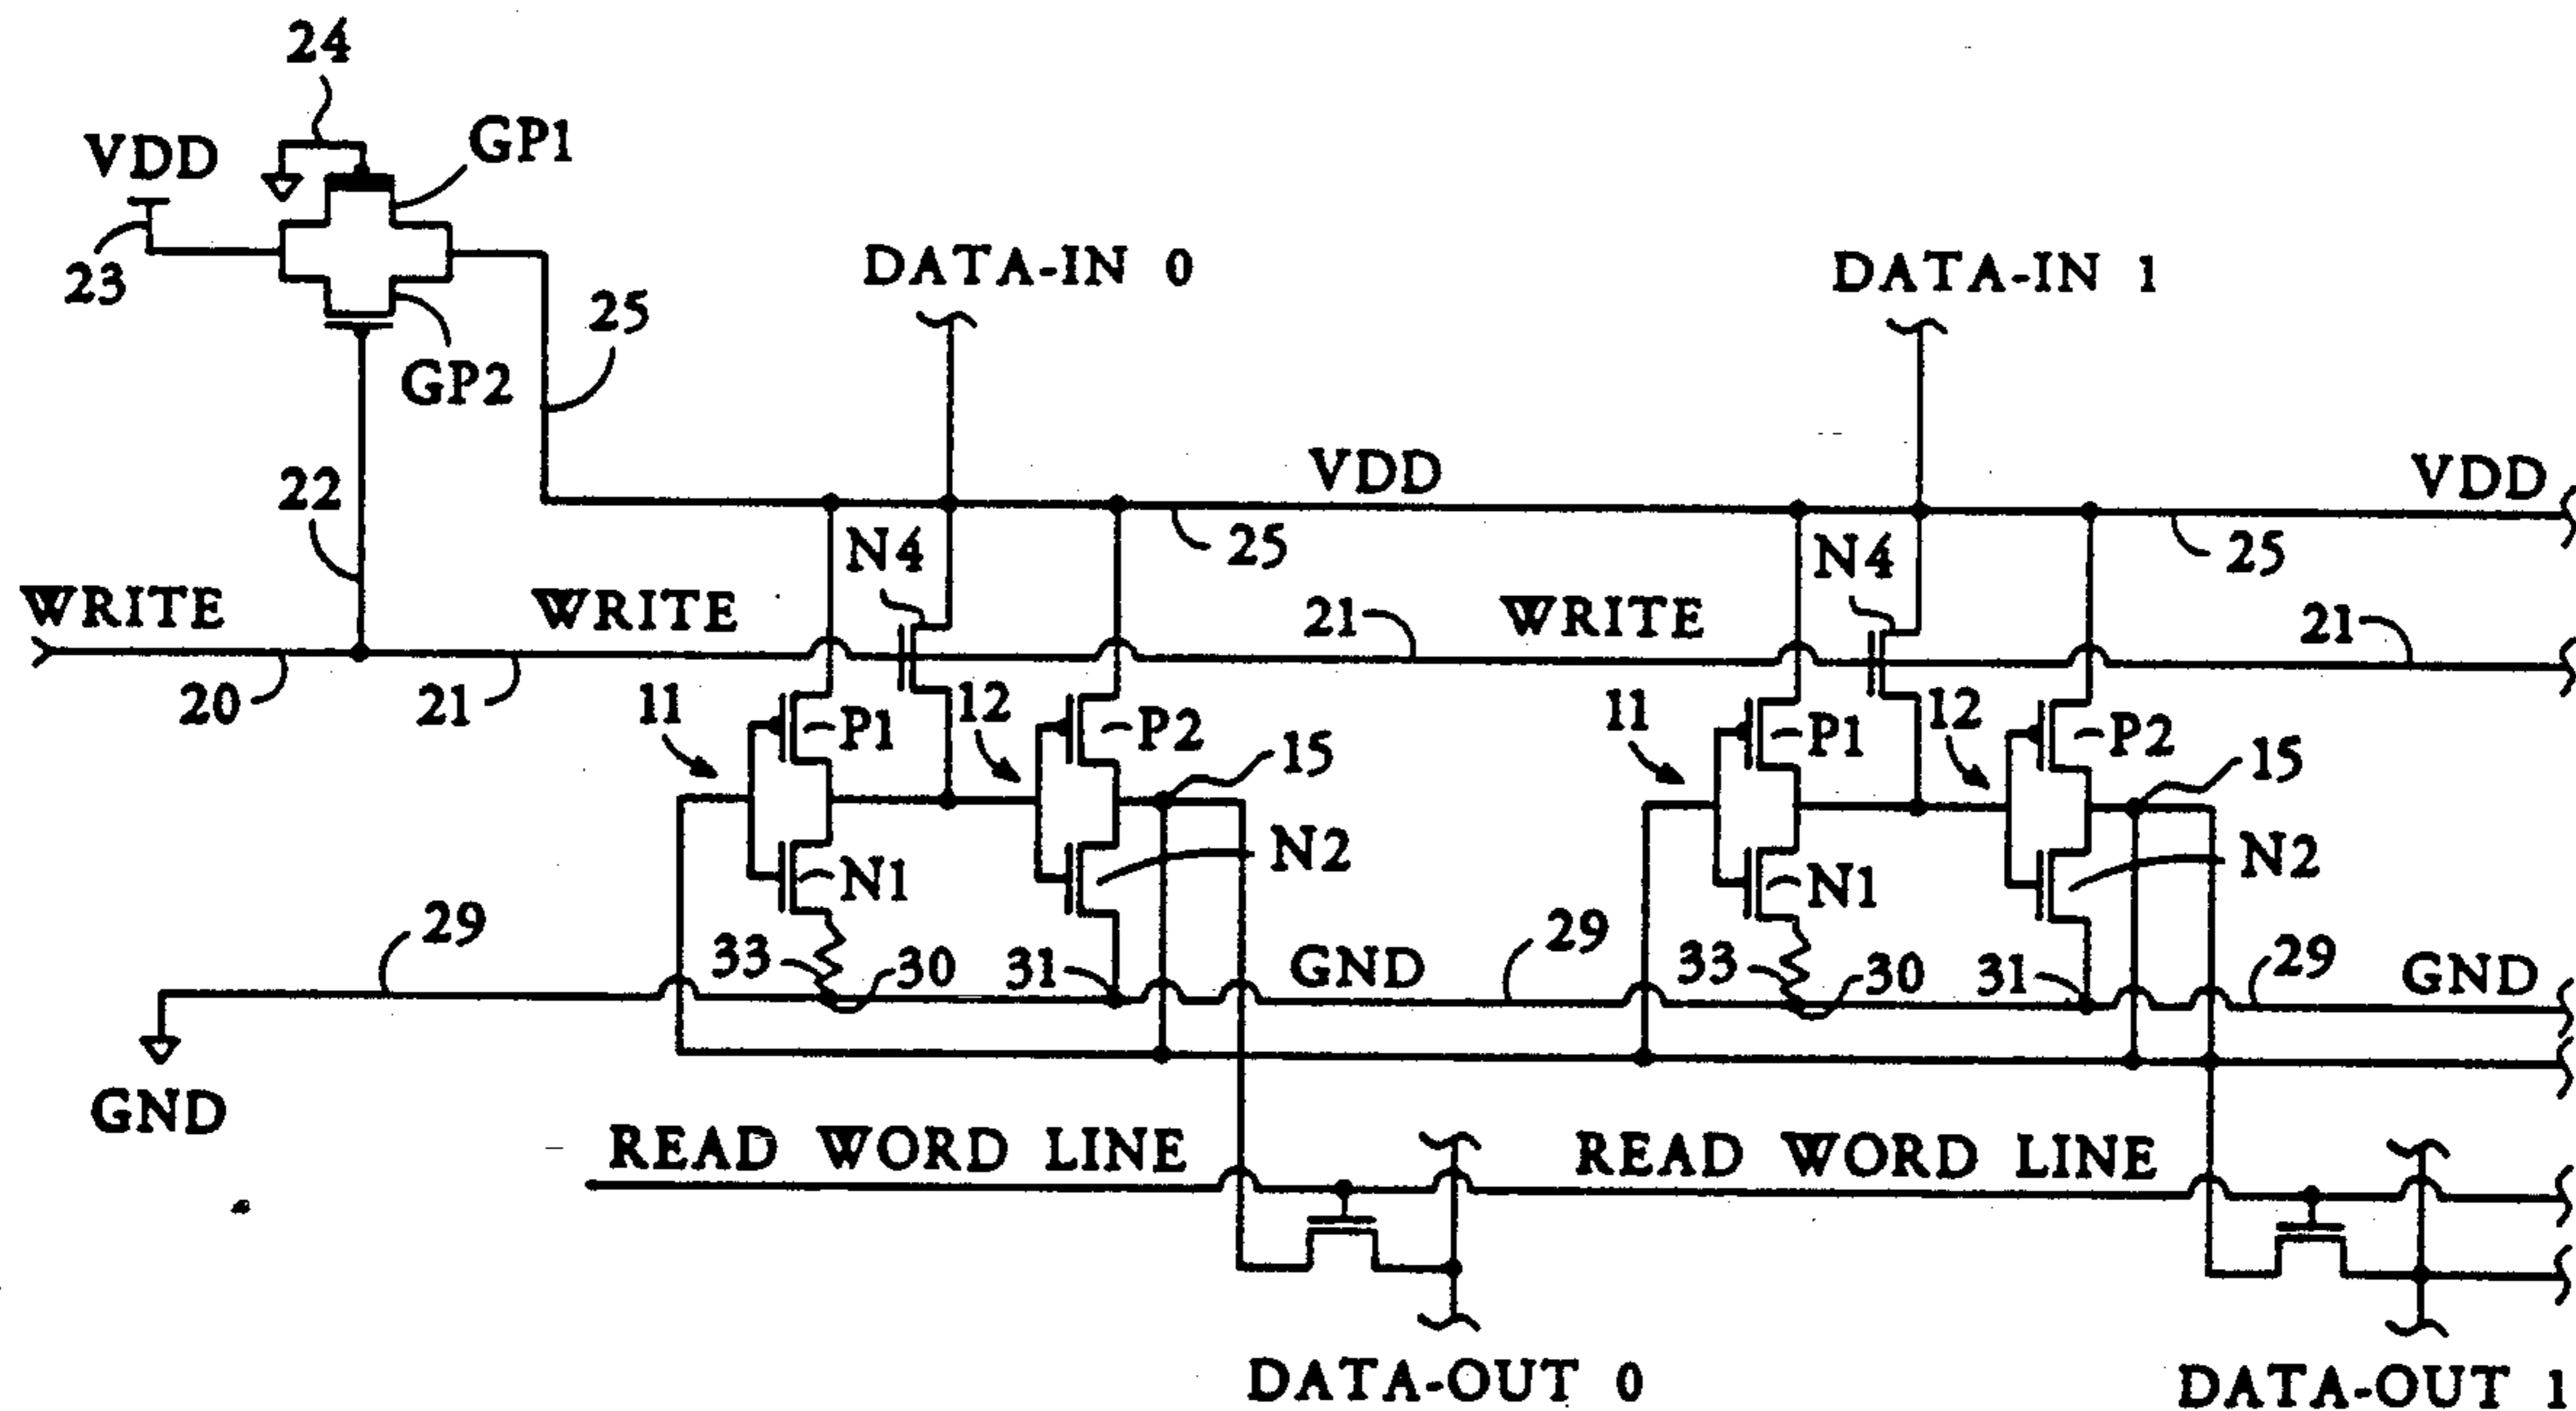 24
VDD
GP1
23
DATA-IN 0
DATA-IN 1
25
GP2
22
VDD
VDD
N4
25
N4
25
WRITE
WRITE
21
WRITE
21
20
21
11
P1
12
P2
15
11
P1
12
P2
15
N1
N2
N1
N2
29
33
30
31
GND
29
33
30
31
29
GND
GND
READ WORD LINE
READ WORD LINE
DATA-OUT 0
DATA-OUT 1